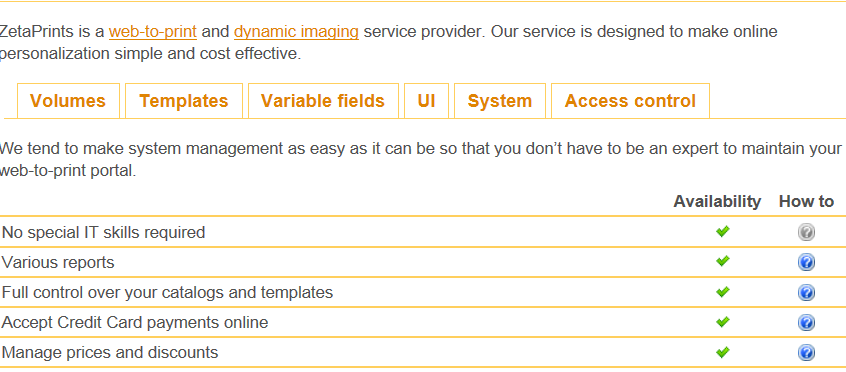 ZetaPrints is a web-to-print and dynamic imaging service provider. Our service is designed to make online
personalization simple and cost effective.
Volumes Templates Variable fields UI System Access control
We tend to make system management as easy as it can be so that you don't have to be an expert to maintain your
web-to-print portal.
Availability How to
No special IT skills required ?
Various reports ?
Full control over your catalogs and templates ?
Accept Credit Card payments online ?
Manage prices and discounts ?